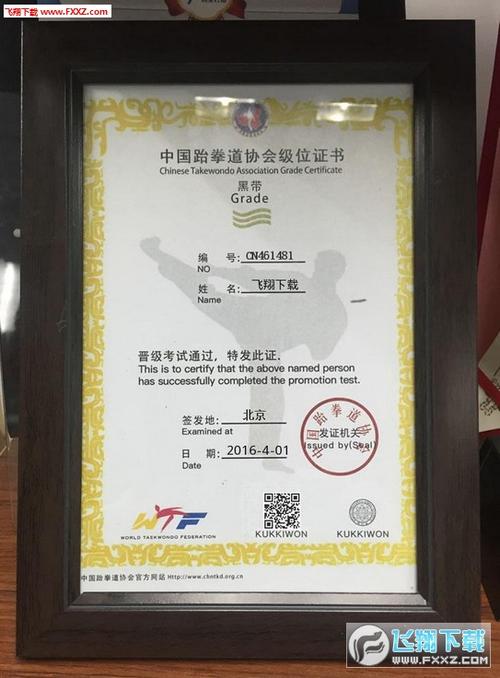 飞翔下载 www.FXXZ.com
中国跆拳道协会级位证书
Chinese Takewondo Association Grade Certificate
黑带
Grade
编 号: CN461481
NO
姓 名: 飞翔下载
Name
晋级考试通过，特发此证.
This is to certify that the above named person
has successfully completed the promotion test.
签发地: 北京
Examined at
发证机关
Issued by(Seal)
中国跆拳道协会
日 期: 2016-4-01
Date
WTF
WORLD TAEKWONDO FEDERATION
KUKKIWON
KUKKIWON
中国跆拳道协会官方网站 Http://www.chntkd.org.cn
飞翔下载
WWW.FXXZ.COM